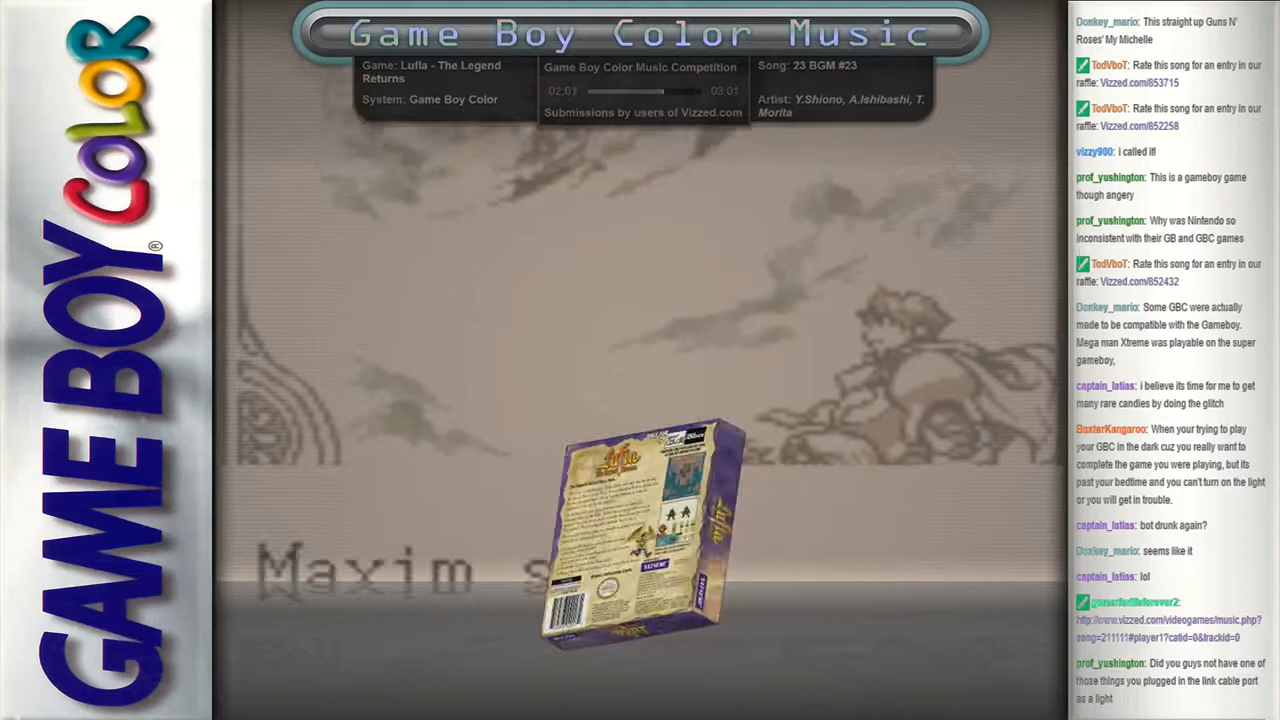 GAME BOY COLOR ®
Game Boy Color Music
Game: Lufla - The Legend
Returns
System: Game Boy Color
Game Boy Color Music Competition
02:03 03:01
Submissions by users of Vizzed.com
Song: 23 BGM #23
Artist: Y.Shiono, A.Ishibashi, T.
Morita
Maxim s
Lufia
Donkey_mario: This straight up Guns N'
Roses' My Michelle
TodVboT: Rate this song for an entry in our
raffle: Vizzed.com/853715
TodVboT: Rate this song for an entry in our
raffle: Vizzed.com/852258
vizzy900: i called it!
prof_yushington: This is a gameboy game
though angery
prof_yushington: Why was Nintendo so
inconsistent with their GB and GBC games
TodVboT: Rate this song for an entry in our
raffle: Vizzed.com/852432
Donkey_mario: Some GBC were actually
made to be compatible with the Gameboy.
Mega man Xtreme was playable on the super
gameboy,
captain_latias: i believe its time for me to get
many rare candies by doing the glitch
BaxterKangaroo: When your trying to play
your GBC in the dark cuz you really want to
complete the game you were playing, but its
past your bedtime and you can't turn on the light
or you will get in trouble.
captain_latias: bot drunk again?
Donkey_mario: seems like it
captain_latias: lol
gamerforlifeforever2:
http://www.vizzed.com/videogames/music.php?
song=211111#player1?catid=0&trackid=0
prof_yushington: Did you guys not have one of
those things you plugged in the link cable port
as a light